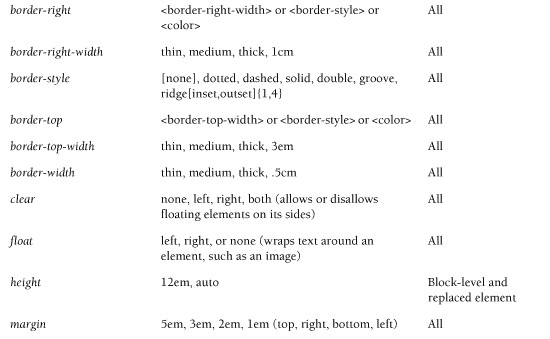 border-right <border-right-width> or <border-style> or All
<color>
border-right-width thin, medium, thick, 1cm All
border-style [none], dotted, dashed, solid, double, groove, All
ridge[inset,outset]{1,4}
border-top <border-top-width> or <border-style> or <color> All
border-top-width thin, medium, thick, 3em All
border-width thin, medium, thick, .5cm All
clear none, left, right, both (allows or disallows All
floating elements on its sides)
float left, right, or none (wraps text around an All
element, such as an image)
height 12em, auto Block-level and
replaced element
margin 5em, 3em, 2em, 1em (top, right, bottom, left) All